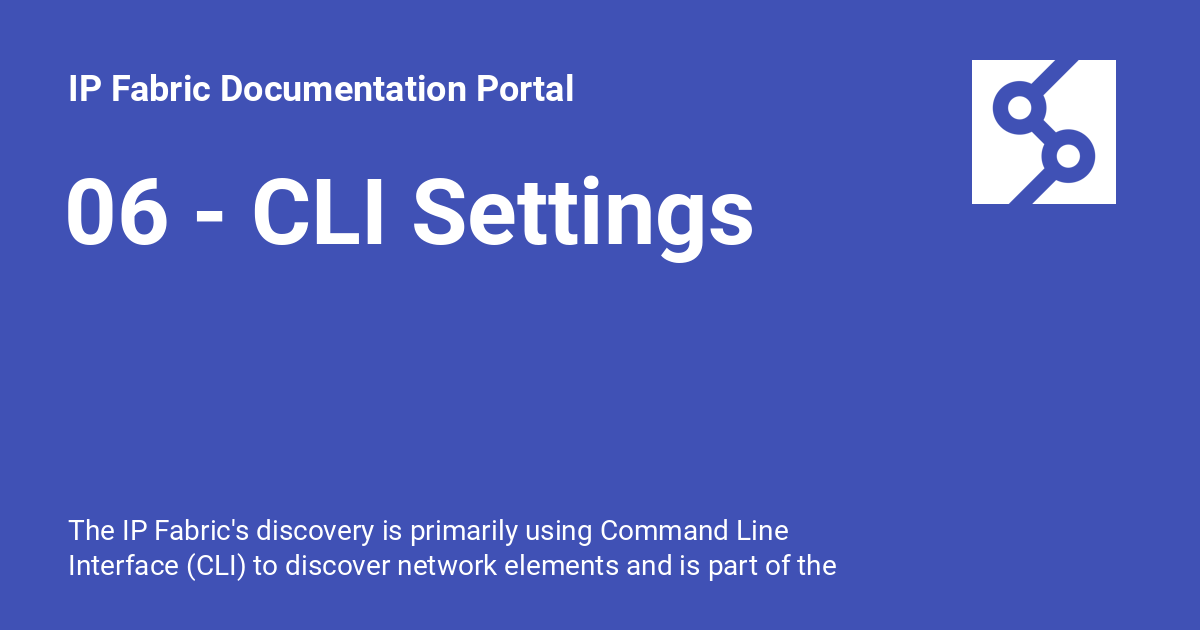 IP Fabric Documentation Portal
06 - CLI Settings
The IP Fabric's discovery is primarily using Command Line
Interface (CLI) to discover network elements and is part of the